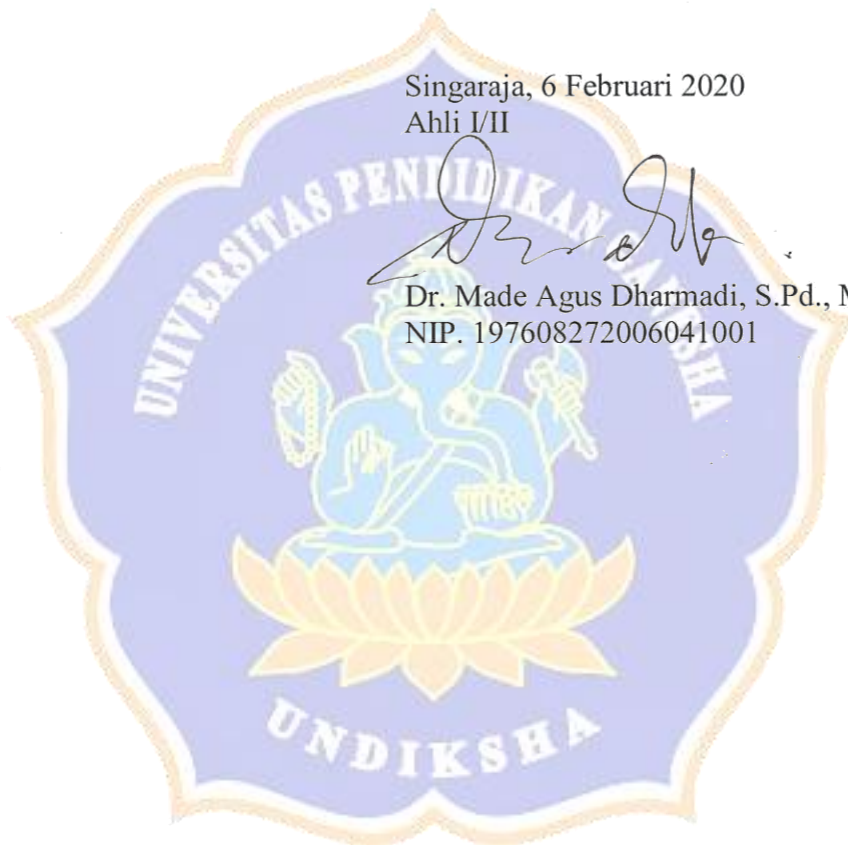 Singaraja, 6 Februari 2020
Ahli I/II
UNIVERSITAS PENDIDIKAN GANESHA
Dr. Made Agus Dharmadi, S.Pd., M
NIP. 197608272006041001
UNDIKSHA